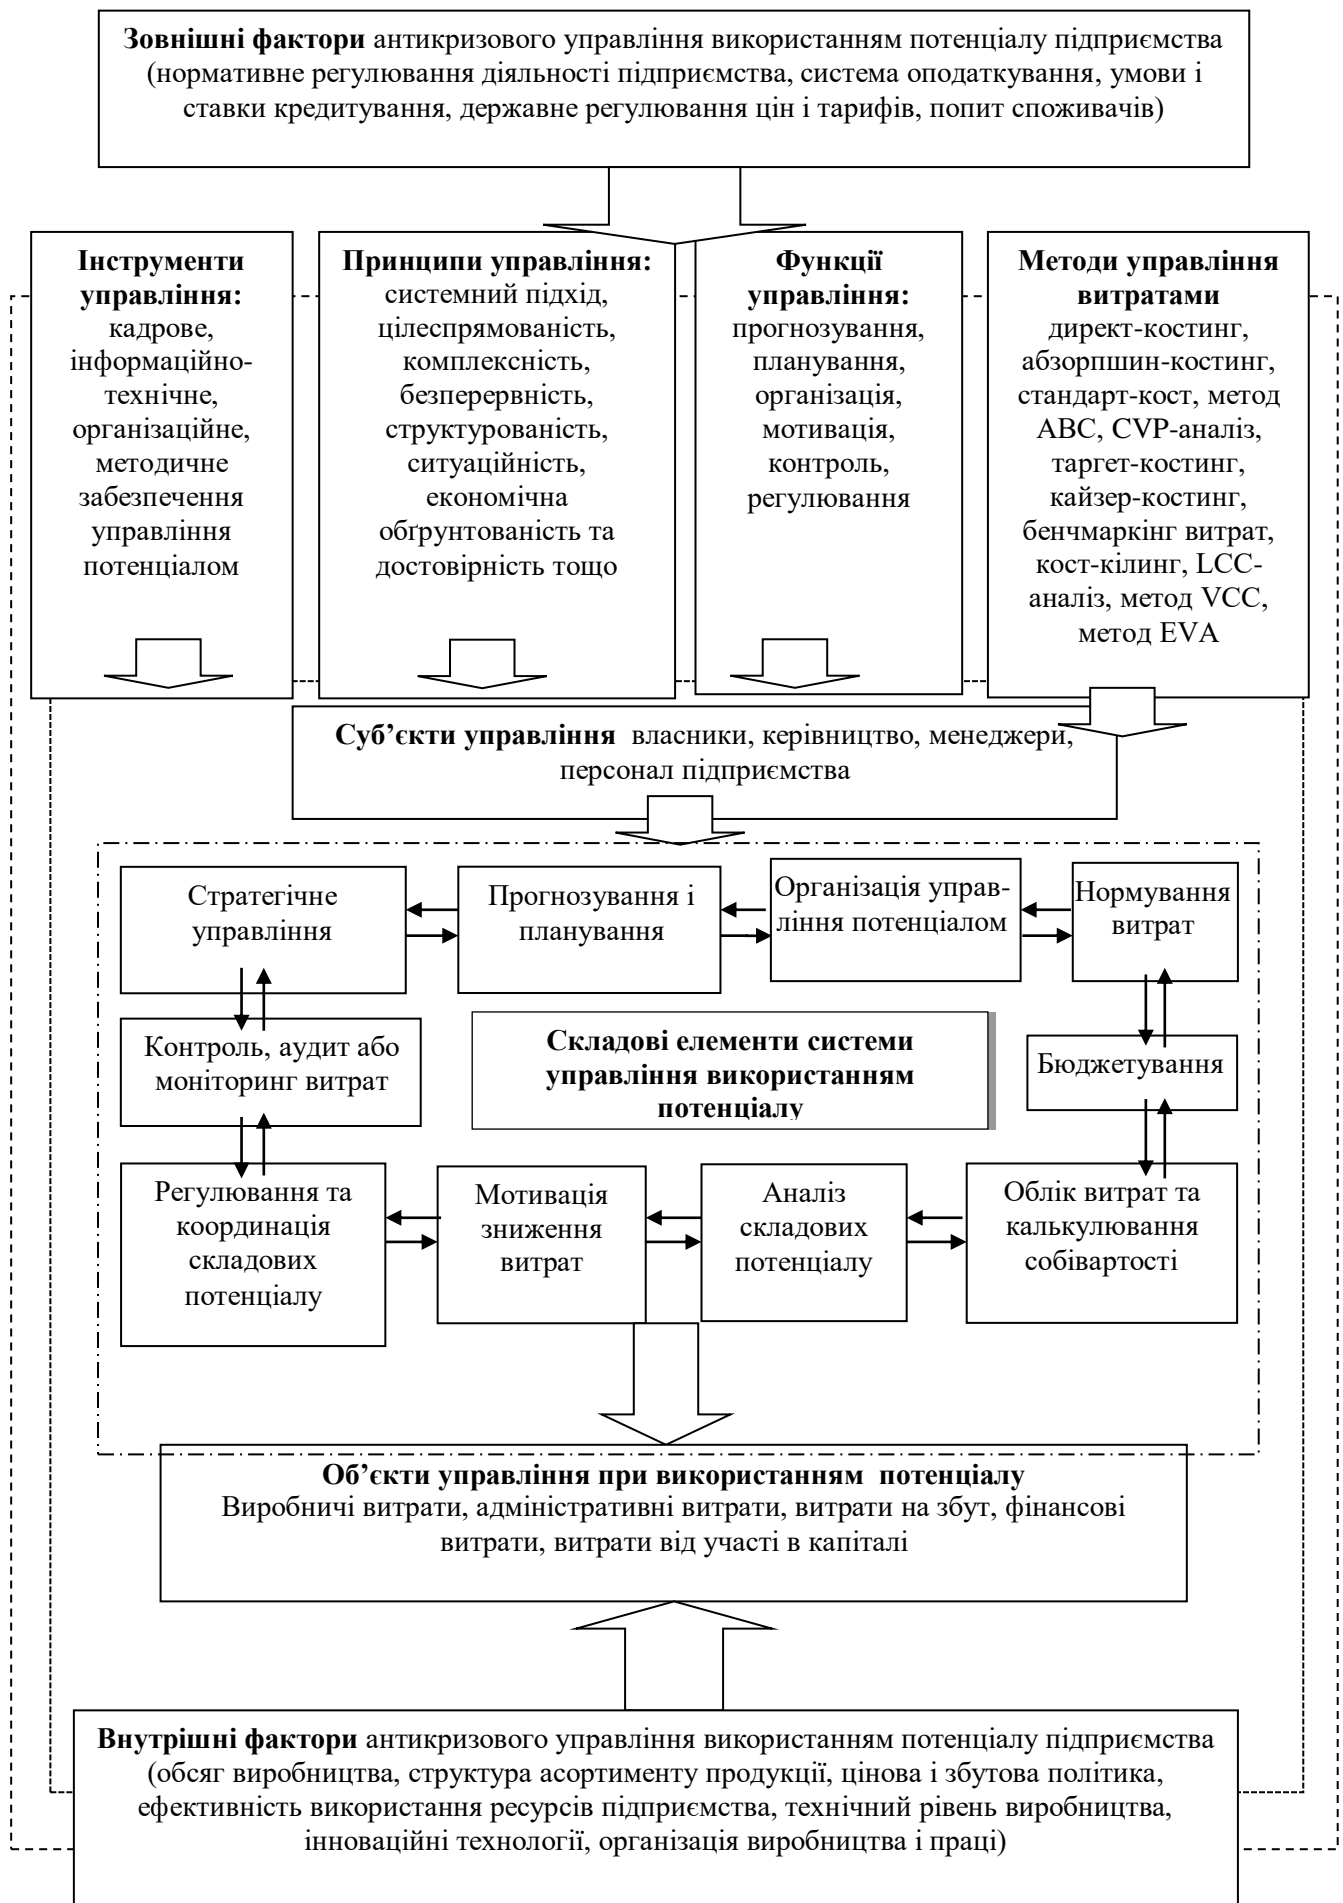 Зовнішні фактори антикризового управління використанням потенціалу підприємства
(нормативне регулювання діяльності підприємства, система оподаткування, умови і
ставки кредитування, державне регулювання цін і тарифів, попит споживачів)
Інструменти
управління:
кадрове,
інформаційно-
технічне,
організаційне,
методичне
забезпечення
управління
потенціалом
Принципи управління:
системний підхід,
цілеспрямованість,
комплексність,
безперервність,
структурованість,
ситуаційність,
економічна
обґрунтованість та
достовірність тощо
Функції
управління:
прогнозування,
планування,
організація,
мотивація,
контроль,
регулювання
Методи управління
витратами
директ-костинг,
абзорпшин-костинг,
стандарт-кост, метод
АВС, CVP-аналіз,
таргет-костинг,
кайзер-костинг,
бенчмаркінг витрат,
кост-кілинг, LCC-
аналіз, метод VCC,
метод EVA
Суб’єкти управління власники, керівництво, менеджери,
персонал підприємства
Стратегічне
управління
Прогнозування і
планування
Організація управ-
ління потенціалом
Нормування
витрат
Контроль, аудит або
моніторинг витрат
Складові елементи системи
управління використанням
потенціалу
Бюджетування
Регулювання та
координація
складових
потенціалу
Мотивація
зниження
витрат
Аналіз
складових
потенціалу
Облік витрат та
калькулювання
собівартості
Об’єкти управління при використанням потенціалу
Виробничі витрати, адміністративні витрати, витрати на збут, фінансові
витрати, витрати від участі в капіталі
Внутрішні фактори антикризового управління використанням потенціалу підприємства
(обсяг виробництва, структура асортименту продукції, цінова і збутова політика,
ефективність використання ресурсів підприємства, технічний рівень виробництва,
інноваційні технології, організація виробництва і праці)